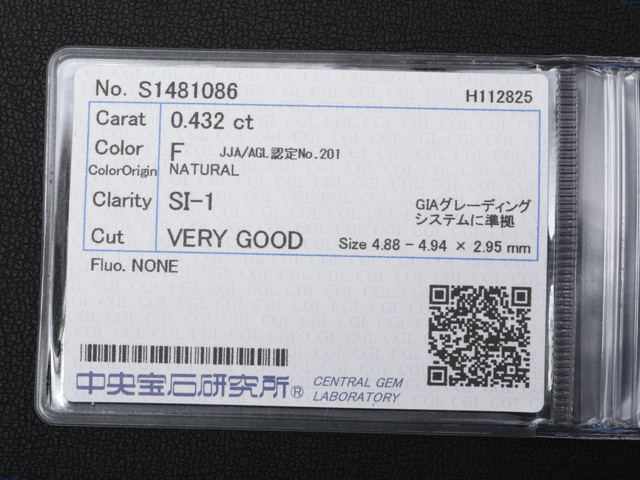 No. S1481086
H112825
Carat 0.432 ct
Color F JJA/AGL認定No.201
ColorOrigin NATURAL
Clarity SI-1
GIAグレーディング
システムに準拠
Cut VERY GOOD Size 4.88 - 4.94 × 2.95 mm
Fluo. NONE
中央宝石研究所® CENTRAL GEM
LABORATORY